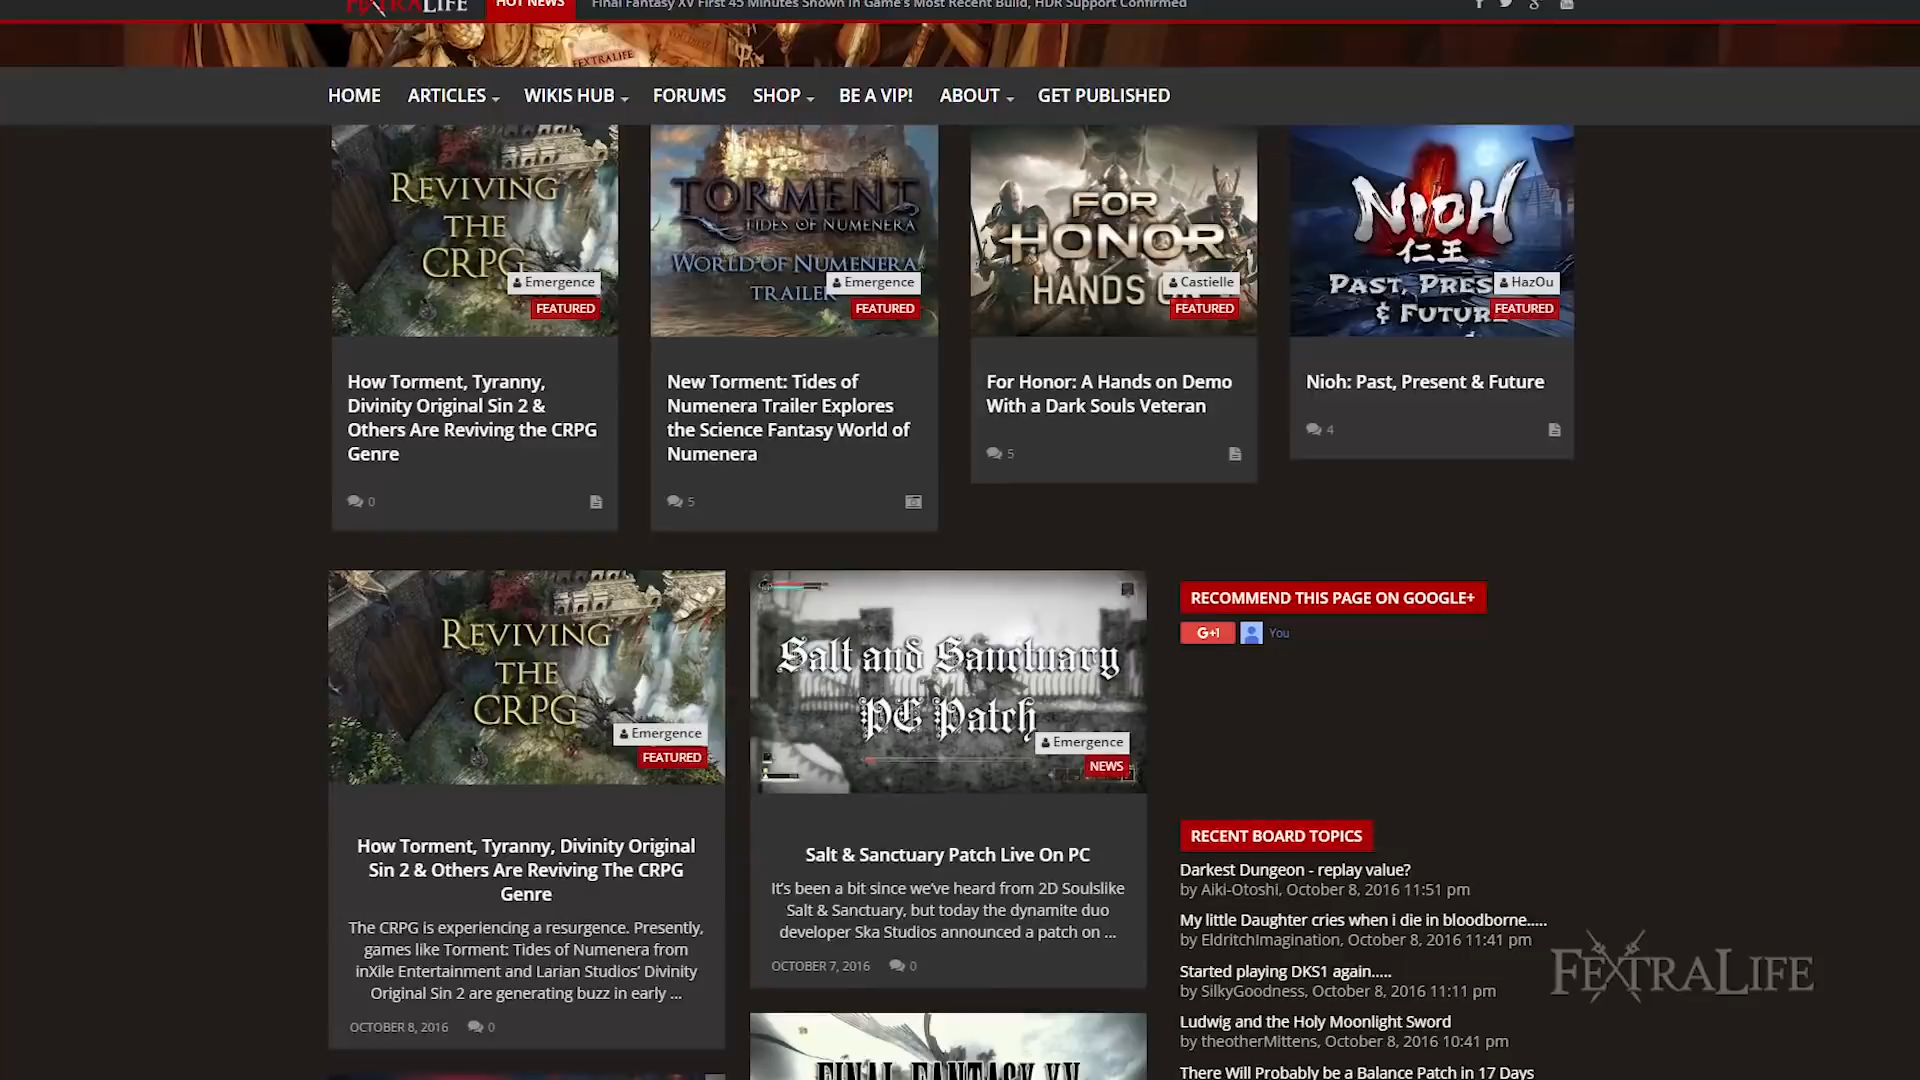 FEXTRALIFE
HOT NEWS
Final Fantasy XV First 45 Minutes Shown in Game's Most Recent Build, HDR Support Confirmed
FEXTRALIFE
HOME ARTICLES WIKIS HUB FORUMS SHOP BE A VIP! ABOUT GET PUBLISHED
REVIVING
THE
CRPG
Emergence
FEATURED
How Torment, Tyranny,
Divinity Original Sin 2 &
Others Are Reviving the CRPG
Genre
0
TORMENT
TIDES OF NUMENERA
WORLD OF NUMENERA
TRAILER
Emergence
FEATURED
New Torment: Tides of
Numenera Trailer Explores
the Science Fantasy World of
Numenera
5
FOR
HONOR
HANDS
Castielle
FEATURED
For Honor: A Hands on Demo
With a Dark Souls Veteran
5
NIOH
仁王
PAST, PRES
& FUTUR
HazOu
FEATURED
Nioh: Past, Present & Future
4
REVIVING
THE
CRPG
Emergence
FEATURED
How Torment, Tyranny, Divinity Original
Sin 2 & Others Are Reviving The CRPG
Genre
The CRPG is experiencing a resurgence. Presently,
games like Torment: Tides of Numenera from
inXile Entertainment and Larian Studios' Divinity
Original Sin 2 are generating buzz in early ...
OCTOBER 8, 2016 0
Salt and Sanctuary
PC Patch
Emergence
NEWS
Salt & Sanctuary Patch Live On PC
It's been a bit since we've heard from 2D Soulslike
Salt & Sanctuary, but today the dynamite duo
developer Ska Studios announced a patch on ...
OCTOBER 7, 2016 0
FINAL FANTASY XV
RECOMMEND THIS PAGE ON GOOGLE+
G+1 You
RECENT BOARD TOPICS
Darkest Dungeon - replay value?
by Aiki-Otoshi, October 8, 2016 11:51 pm
My little Daughter cries when i die in bloodborne.....
by EldritchImagination, October 8, 2016 11:41 pm
Started playing DKS1 again.....
by SilkyGoodness, October 8, 2016 11:11 pm
Ludwig and the Holy Moonlight Sword
by theotherMittens, October 8, 2016 10:41 pm
There Will Probably be a Balance Patch in 17 Days
FEXTRALIFE